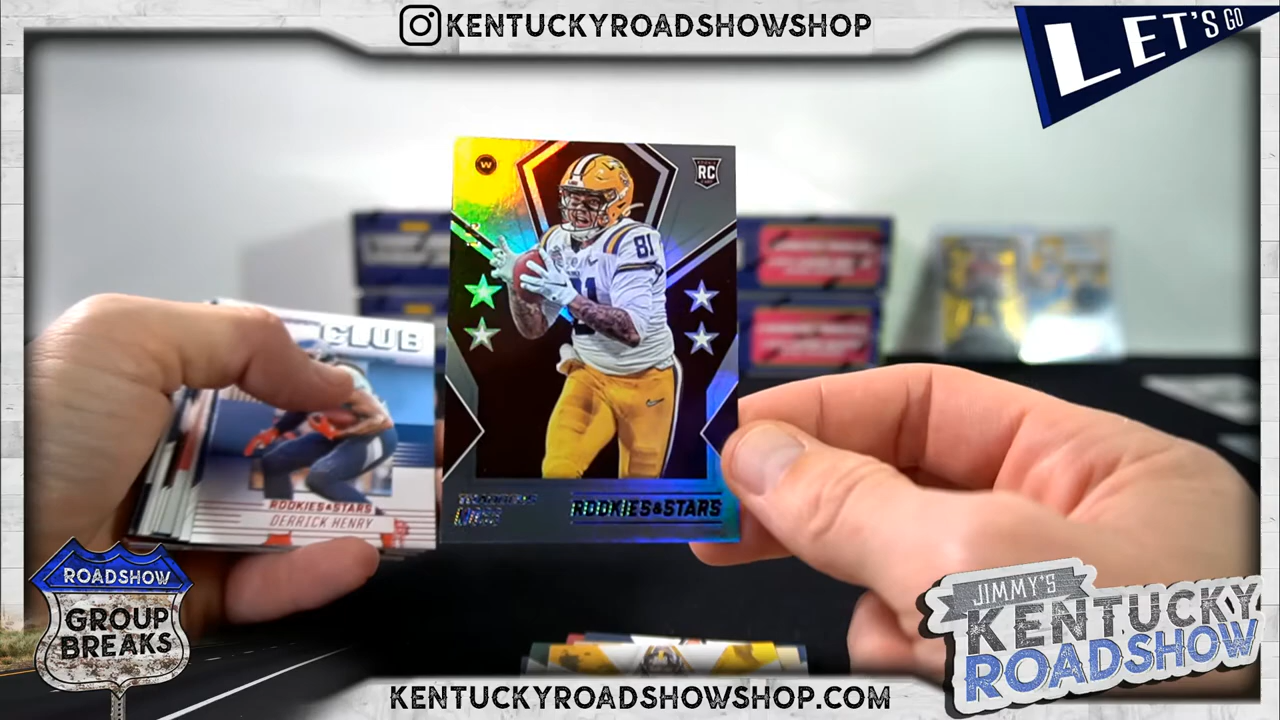 KENTUCKYROADSHOWSHOP
LET'S GO
W
RC
81
CLUB
ROOKIES & STARS
DERRICK HENRY
ROOKIES & STARS
ROADSHOW
GROUP
BREAKS
JIMMY'S
KENTUCKY
ROADSHOW
KENTUCKYROADSHOWSHOP.COM